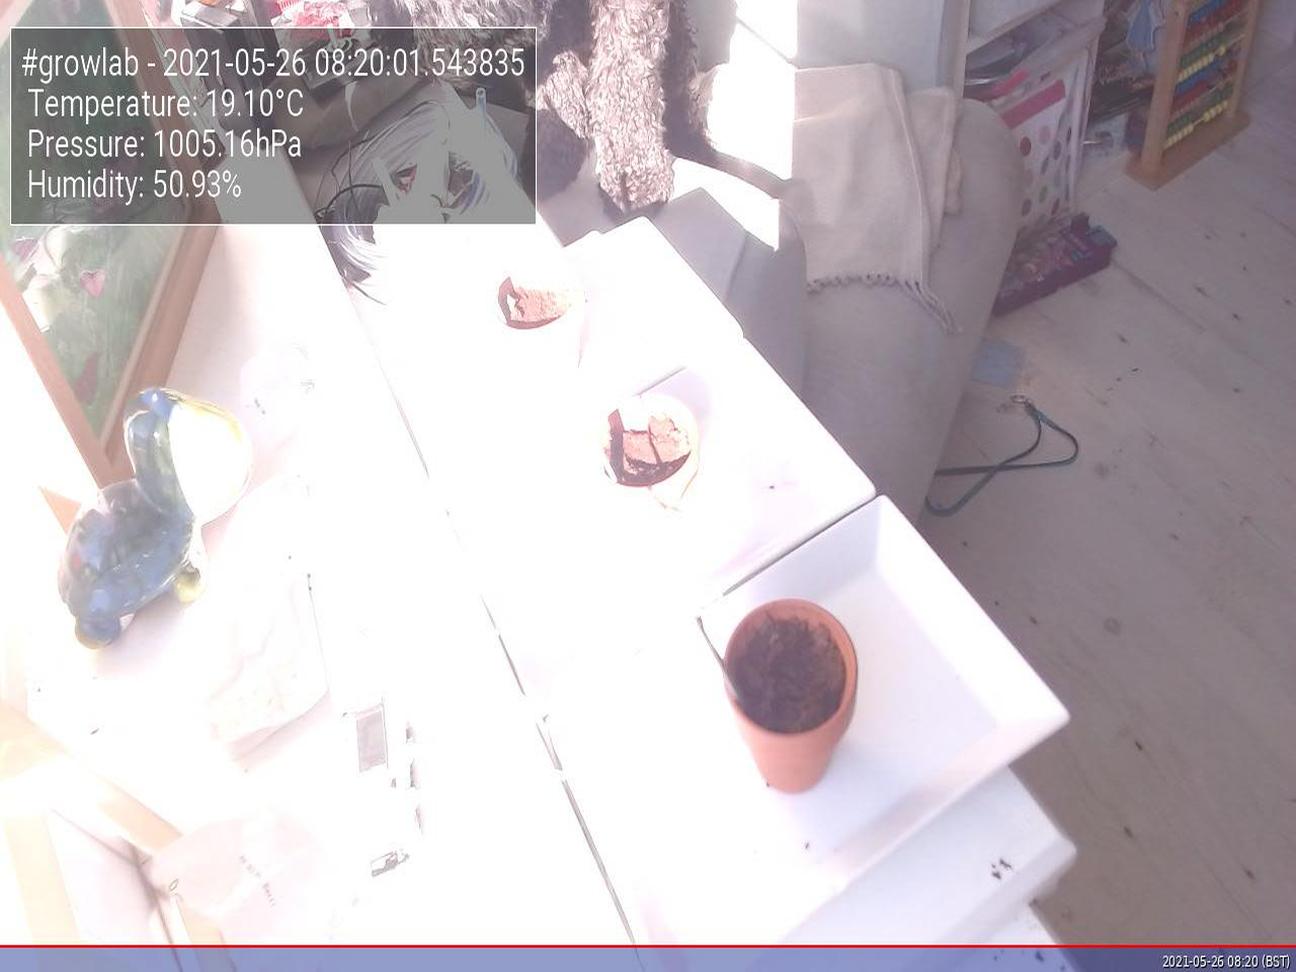 #growlab - 2021-05-26 08:20:01.543835
Temperature: 19.10°C
Pressure: 1005.16hPa
Humidity: 50.93%
2021-05-26 08:20 (BST)